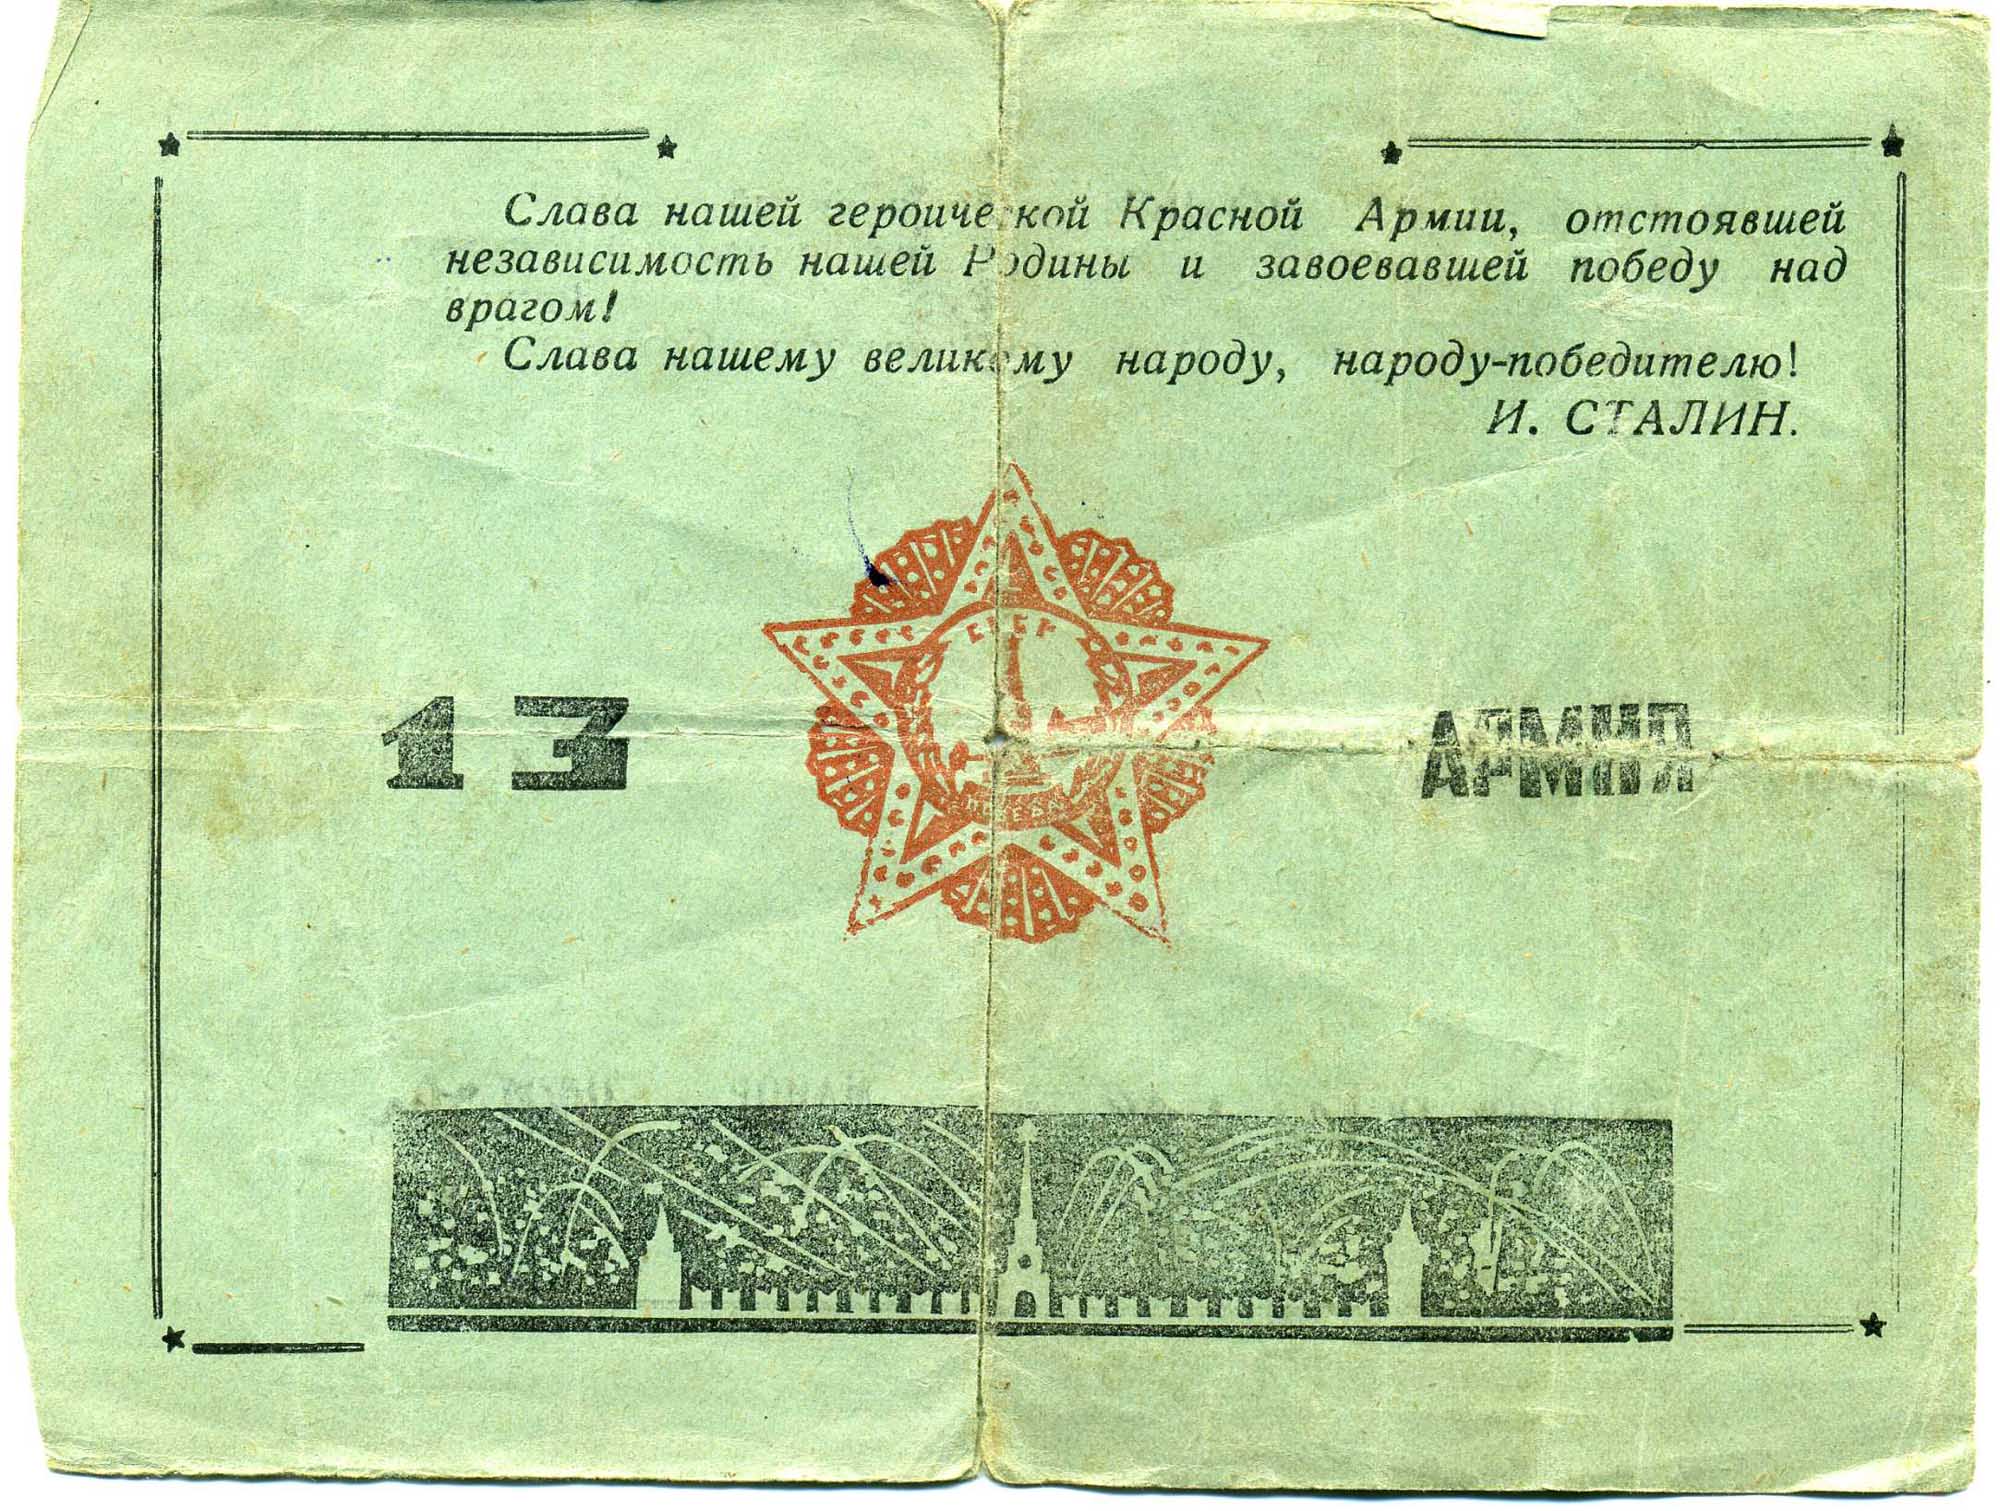 Слава нашей героической Красной Армии, отстоявшей
независимость нашей Родины и завоевавшей победу над
врагом!
Слава нашему великому народу, народу-победителю!
И. СТАЛИН.
СССР
13 АРМИЯ
ПОБЕДА